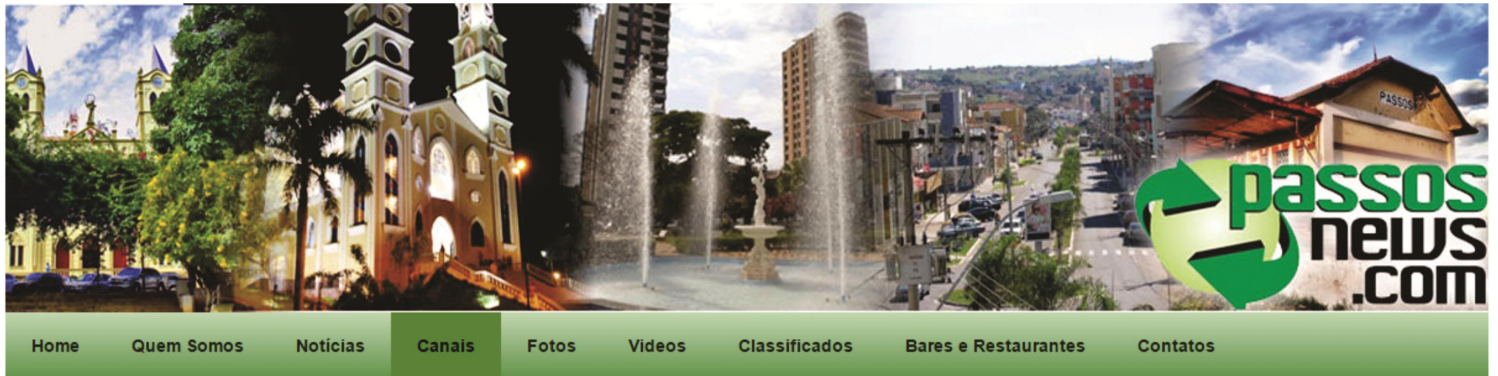 PASSOS
passos
news
.com
Home Quem Somos Notícias Canais Fotos Videos Classificados Bares e Restaurantes Contatos